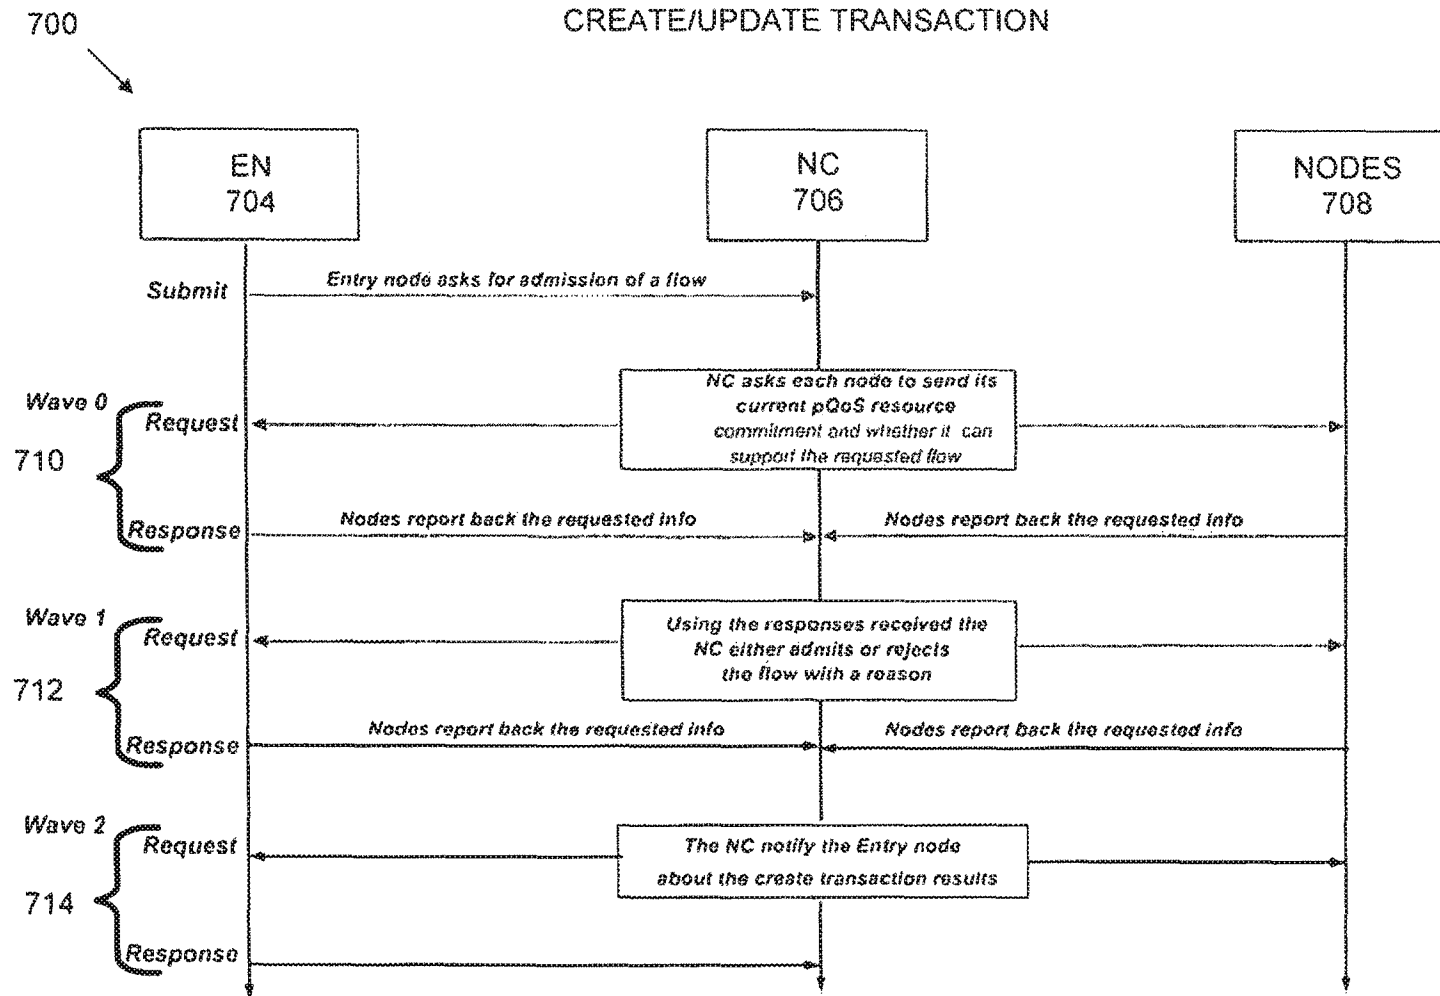 700
CREATE/UPDATE TRANSACTION
EN
704
NC
706
NODES
708
Submit
Entry node asks for admission of a flow
Wave 0
Request
710
NC asks each node to send its
current pQoS resource
commitment and whether it can
support the requested flow
Response
Nodes report back the requested info
Nodes report back the requested info
Wave 1
Request
712
Using the responses received the
NC either admits or rejects
the flow with a reason
Response
Nodes report back the requested info
Nodes report back the requested info
Wave 2
Request
714
The NC notify the Entry node
about the create transaction results
Response